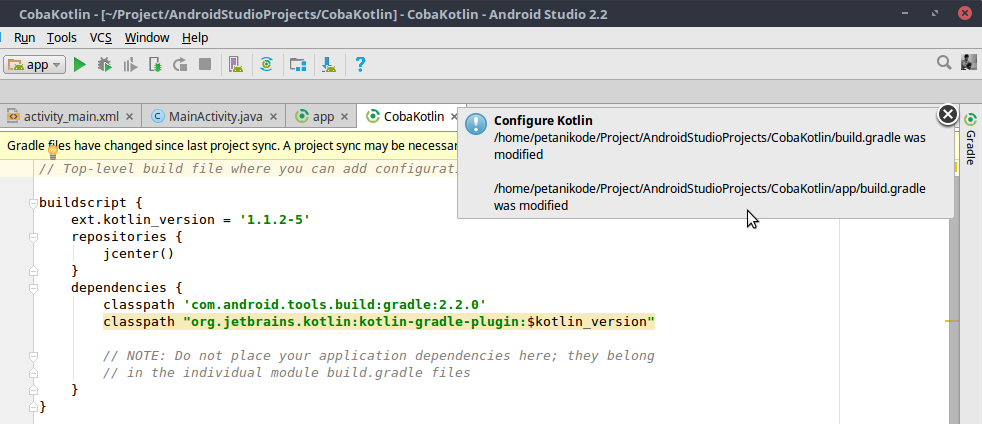 CobaKotlin - [~/Project/AndroidStudioProjects/CobaKotlin] - CobaKotlin - Android Studio 2.2
Run Tools VCS Window Help
app
activity_main.xml MainActivity.java app CobaKotlin
Gradle files have changed since last project sync. A project sync may be
Configure Kotlin
/home/petanikode/Project/AndroidStudioProjects/CobaKotlin/build.gradle was
modified
/home/petanikode/Project/AndroidStudioProjects/CobaKotlin/app/build.gradle
was modified
Gradle
// Top-level build file where you can add
buildscript {
ext.kotlin_version = '1.1.2-5'
repositories {
jcenter()
}
dependencies {
classpath 'com.android.tools.build:gradle:2.2.0'
classpath "org.jetbrains.kotlin:kotlin-gradle-plugin:$kotlin_version"
// NOTE: Do not place your application dependencies here; they belong
// in the individual module build.gradle files
}
}